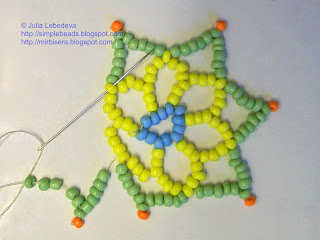 © Julia Lebedeva
http://simplebeads.blogspot.com/
http://mirbisera.blogspot.com/